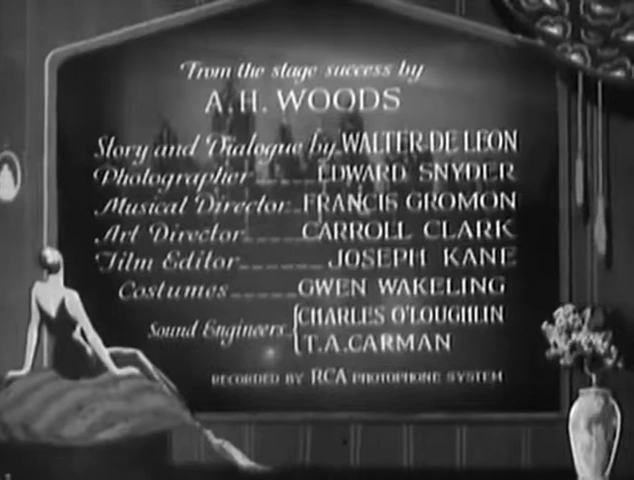 From the stage success by
A. H. WOODS
Story and Dialogue by WALTER DE LEON
Photographer EDWARD SNYDER
Musical Director FRANCIS GROMON
Art Director CARROLL CLARK
Film Editor JOSEPH KANE
Costumes GWEN WAKELING
Sound Engineers CHARLES O'LOUGHLIN
T. A. CARMAN
RECORDED BY RCA PHOTOPHONE SYSTEM